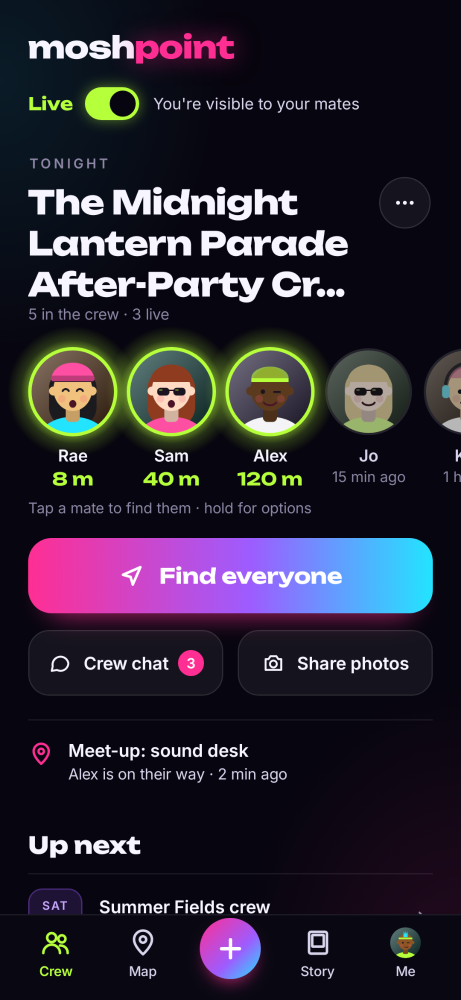 moshpoint
Live
You're visible to your mates
TONIGHT
The Midnight
Lantern Parade
After-Party Cr...
5 in the crew · 3 live
Rae
Sam
Alex
Jo
8 m
40 m
120 m
15 min ago
Tap a mate to find them · hold for options
Find everyone
Crew chat 3
Share photos
Meet-up: sound desk
Alex is on their way · 2 min ago
Up next
SAT
Summer Fields crew
Crew
Map
Story
Me